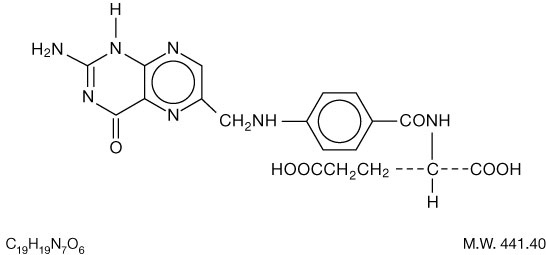 H
H₂N N N
N N CH₂NH CONH
O HOOCCH₂CH₂ C COOH
H
C₁₉H₁₉N₇O₆ M.W. 441.40